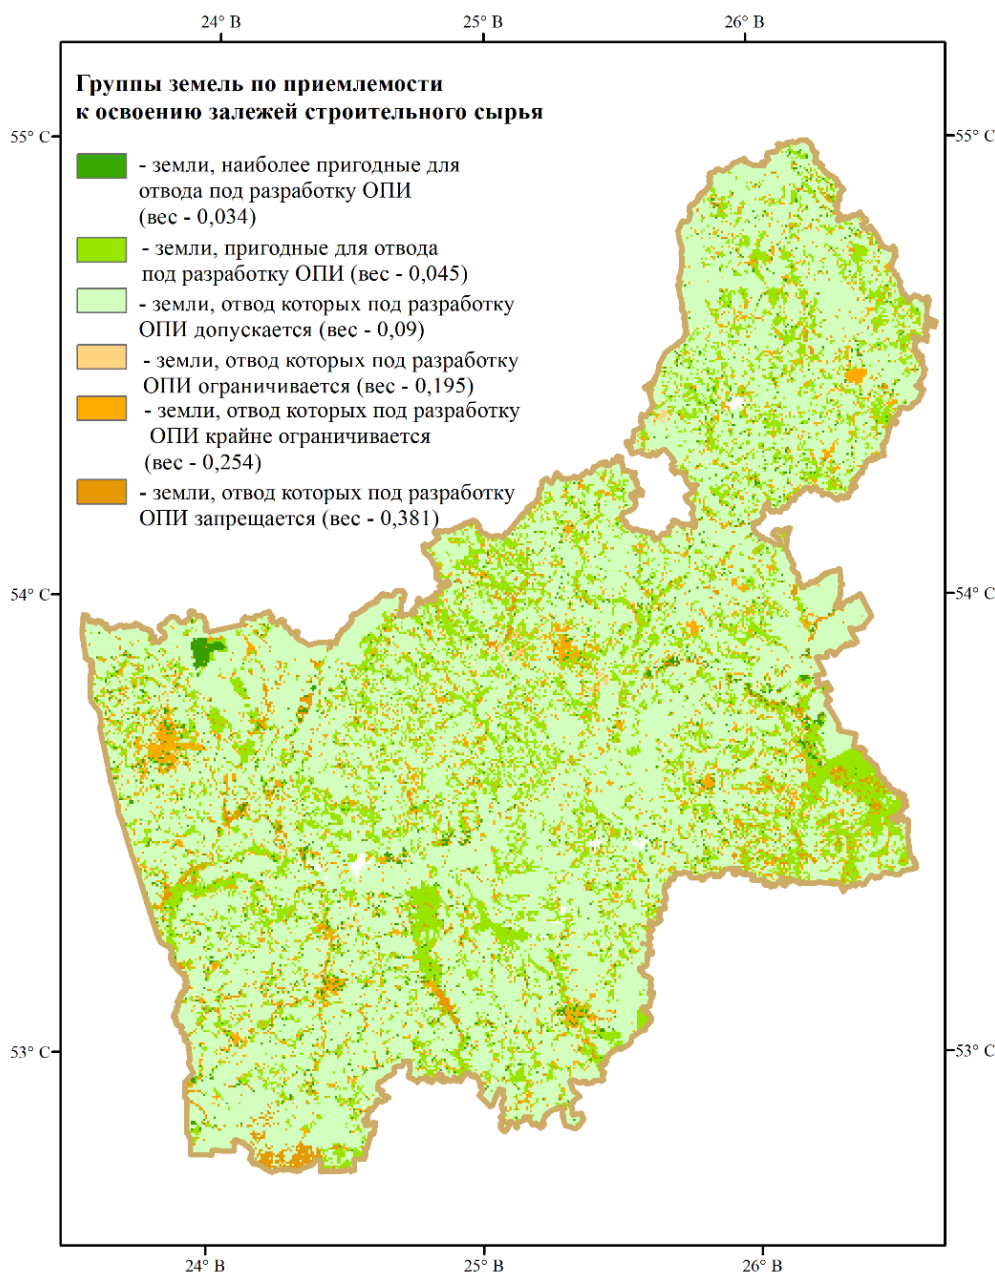 24° В 25° В 26° В
Группы земель по приемлемости
к освоению залежей строительного сырья
55° С 55° С
- земли, наиболее пригодные для
отвода под разработку ОПИ
(вес - 0,034)
- земли, пригодные для отвода
под разработку ОПИ (вес - 0,045)
- земли, отвод которых под разработку
ОПИ допускается (вес - 0,09)
- земли, отвод которых под разработку
ОПИ ограничивается (вес - 0,195)
- земли, отвод которых под разработку
ОПИ крайне ограничивается
(вес - 0,254)
- земли, отвод которых под разработку
ОПИ запрещается (вес - 0,381)
54° С 54° С
53° С 53° С
24° В 25° В 26° В